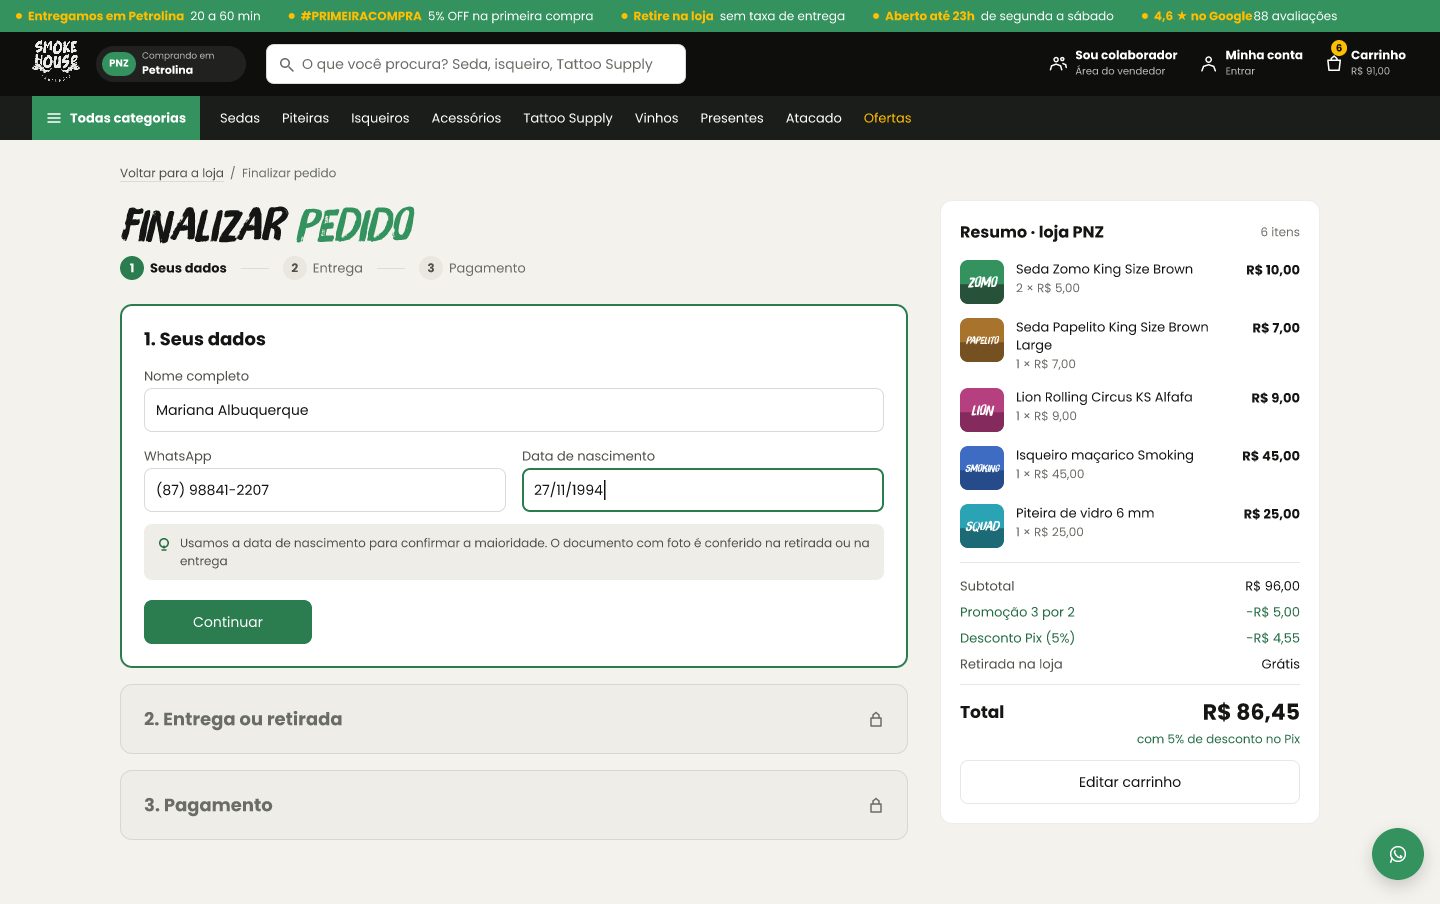 Entregamos em Petrolina 20 a 60 min #PRIMEIRACOMPRA 5% OFF na primeira compra Retire na loja sem taxa de entrega Aberto até 23h de segunda a sábado 4,6 ★ no Google 88 avaliações
SMOKE
HOUSE
PNZ
Comprando em
Petrolina
O que você procura? Seda, isqueiro, Tattoo Supply
Sou colaborador
Área do vendedor
Minha conta
Entrar
6
Carrinho
R$ 91,00
Todas categorias Sedas Piteiras Isqueiros Acessórios Tattoo Supply Vinhos Presentes Atacado Ofertas
Voltar para a loja / Finalizar pedido
FINALIZAR PEDIDO
1 Seus dados 2 Entrega 3 Pagamento
1. Seus dados
Nome completo
Mariana Albuquerque
WhatsApp
(87) 98841-2207
Data de nascimento
27/11/1994
Usamos a data de nascimento para confirmar a maioridade. O documento com foto é conferido na retirada ou na
entrega
Continuar
2. Entrega ou retirada
3. Pagamento
Resumo · loja PNZ 6 itens
ZOMO
Seda Zomo King Size Brown R$ 10,00
2 × R$ 5,00
PAPELITO
Seda Papelito King Size Brown R$ 7,00
Large
1 × R$ 7,00
LION
Lion Rolling Circus KS Alfafa R$ 9,00
1 × R$ 9,00
SMOKING
Isqueiro maçarico Smoking R$ 45,00
1 × R$ 45,00
SQUAD
Piteira de vidro 6 mm R$ 25,00
1 × R$ 25,00
Subtotal R$ 96,00
Promoção 3 por 2 −R$ 5,00
Desconto Pix (5%) −R$ 4,55
Retirada na loja Grátis
Total R$ 86,45
com 5% de desconto no Pix
Editar carrinho